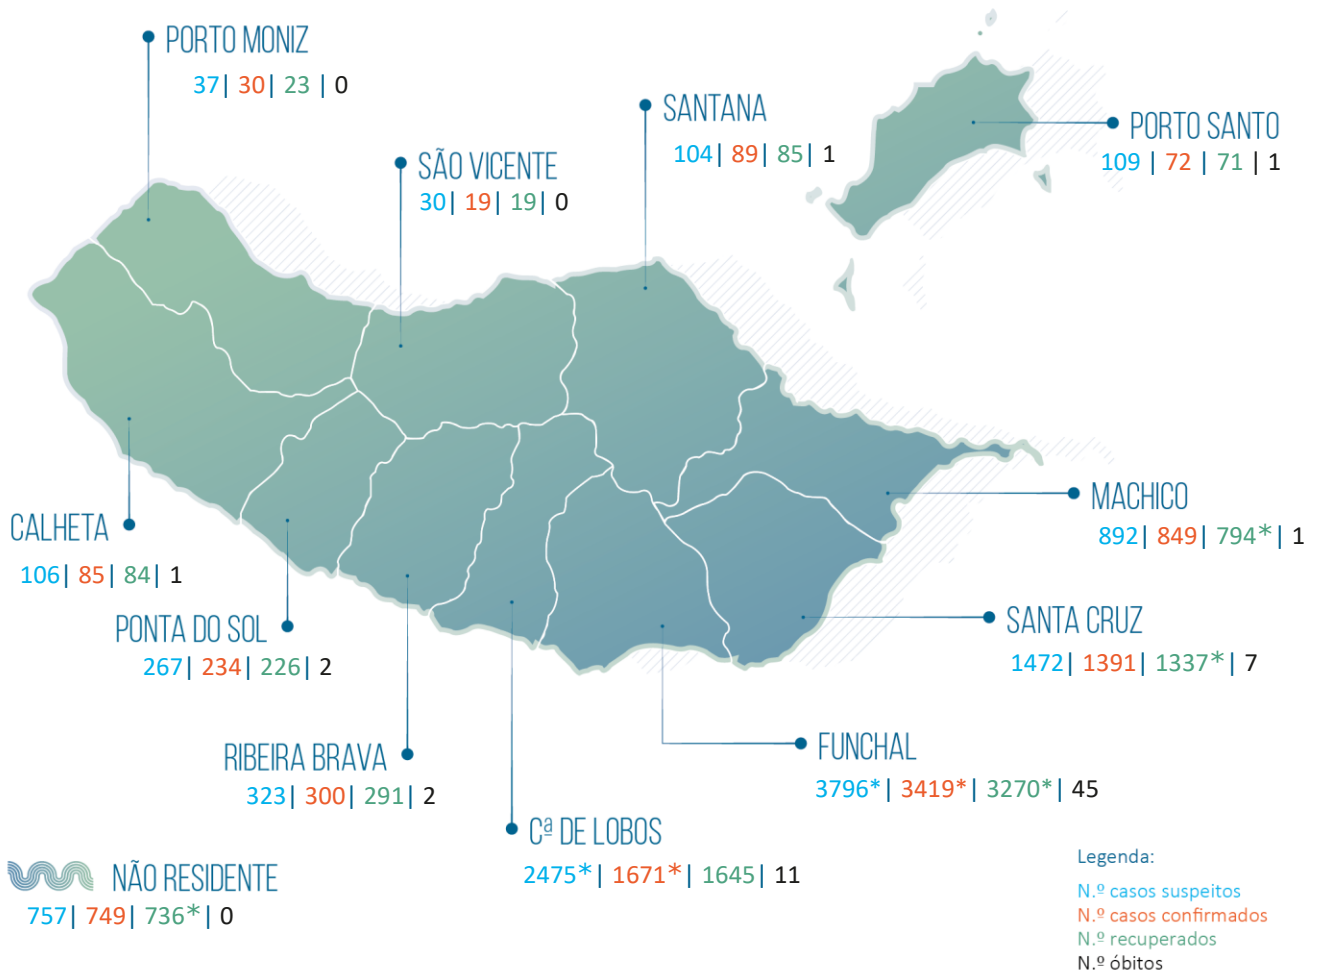 PORTO MONIZ
37| 30| 23 | 0
SANTANA
104| 89| 85| 1
PORTO SANTO
109 | 72 | 71 | 1
SÃO VICENTE
30| 19| 19| 0
MACHICO
892| 849| 794*| 1
CALHETA
106| 85| 84| 1
PONTA DO SOL
267| 234| 226| 2
SANTA CRUZ
1472| 1391| 1337*| 7
RIBEIRA BRAVA
323| 300| 291| 2
FUNCHAL
3796*| 3419*| 3270*| 45
Cª DE LOBOS
2475*| 1671*| 1645| 11
NÃO RESIDENTE
757| 749| 736*| 0
Legenda:
N.º casos suspeitos
N.º casos confirmados
N.º recuperados
N.º óbitos